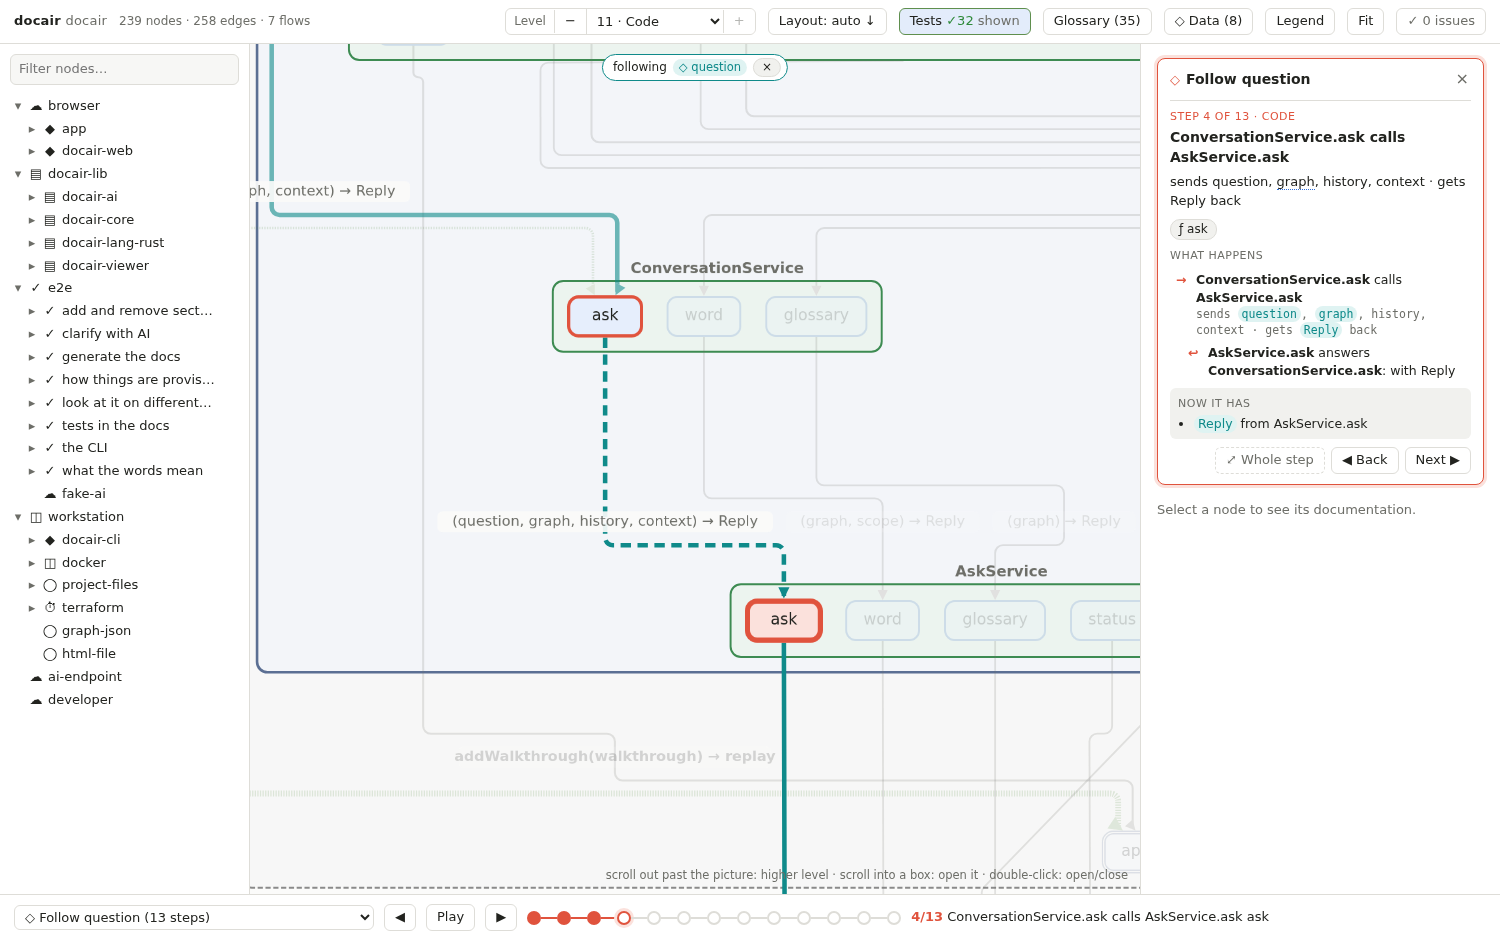 docair docair 239 nodes · 258 edges · 7 flows
Level − 11 · Code + Layout: auto ↓ Tests ✓32 shown Glossary (35) ◇ Data (8) Legend Fit ✓ 0 issues
Filter nodes…
▾ browser
▸ app
▸ docair-web
▾ docair-lib
▸ docair-ai
▸ docair-core
▸ docair-lang-rust
▸ docair-viewer
▾ e2e
▸ ✓ add and remove sect…
▸ ✓ clarify with AI
▸ ✓ generate the docs
▸ ✓ how things are provis…
▸ ✓ look at it on different…
▸ ✓ tests in the docs
▸ ✓ the CLI
▸ ✓ what the words mean
fake-ai
▾ workstation
▸ docair-cli
▸ docker
▸ project-files
▸ terraform
graph-json
html-file
ai-endpoint
developer
following ◇ question ×
ph, context) → Reply
ConversationService
ask word glossary
(question, graph, history, context) → Reply (graph, scope) → Reply (graph) → Reply
AskService
ask word glossary status
addWalkthrough(walkthrough) → replay
ap
scroll out past the picture: higher level · scroll into a box: open it · double-click: open/close
◇ Follow question ×
STEP 4 OF 13 · CODE
ConversationService.ask calls
AskService.ask
sends question, graph, history, context · gets
Reply back
ƒ ask
WHAT HAPPENS
→ ConversationService.ask calls
AskService.ask
sends question, graph, history,
context · gets Reply back
↩ AskService.ask answers
ConversationService.ask: with Reply
NOW IT HAS
• Reply from AskService.ask
⤢ Whole step ◀ Back Next ▶
Select a node to see its documentation.
◇ Follow question (13 steps) ◀ Play ▶ 4/13 ConversationService.ask calls AskService.ask ask